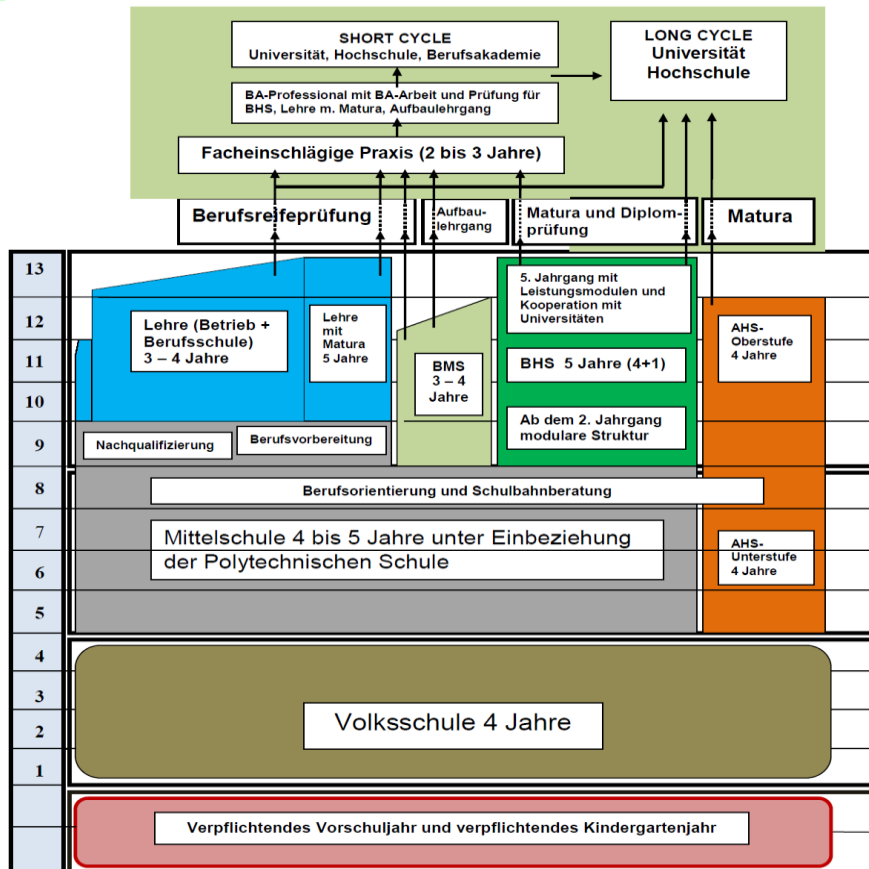 SHORT CYCLE
Universität, Hochschule, Berufsakademie
LONG CYCLE
Universität
Hochschule
BA-Professional mit BA-Arbeit und Prüfung für
BHS, Lehre m. Matura, Aufbaulehrgang
Facheinschlägige Praxis (2 bis 3 Jahre)
Berufsreifeprüfung
Aufbau-
lehrgang
Matura und Diplom-
prüfung
Matura
13
12
11
10
9
8
7
6
5
4
3
2
1
Lehre (Betrieb +
Berufsschule)
3 – 4 Jahre
Lehre
mit
Matura
5 Jahre
BMS
3 – 4
Jahre
5. Jahrgang mit
Leistungsmodulen und
Kooperation mit
Universitäten
BHS 5 Jahre (4+1)
Ab dem 2. Jahrgang
modulare Struktur
AHS-
Oberstufe
4 Jahre
Nachqualifizierung
Berufsvorbereitung
Berufsorientierung und Schulbahnberatung
Mittelschule 4 bis 5 Jahre unter Einbeziehung
der Polytechnischen Schule
AHS-
Unterstufe
4 Jahre
Volksschule 4 Jahre
Verpflichtendes Vorschuljahr und verpflichtendes Kindergartenjahr